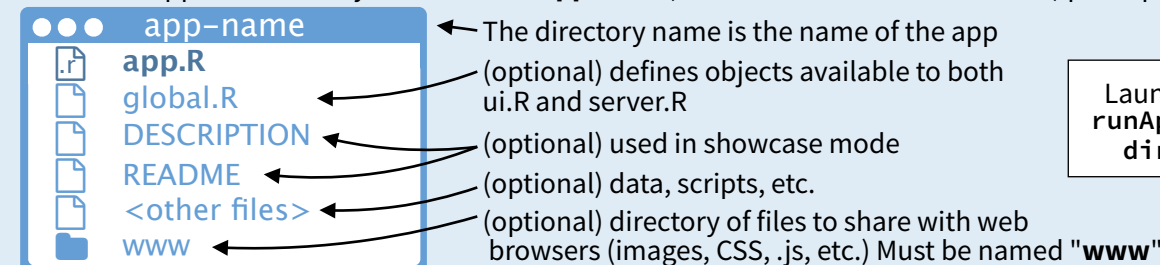 app-name
The directory name is the name of the app
.r
app.R
(optional) defines objects available to both
ui.R and server.R
global.R
DESCRIPTION
(optional) used in showcase mode
README
(optional) data, scripts, etc.
<other files>
(optional) directory of files to share with web
browsers (images, CSS, .js, etc.) Must be named "www"
www